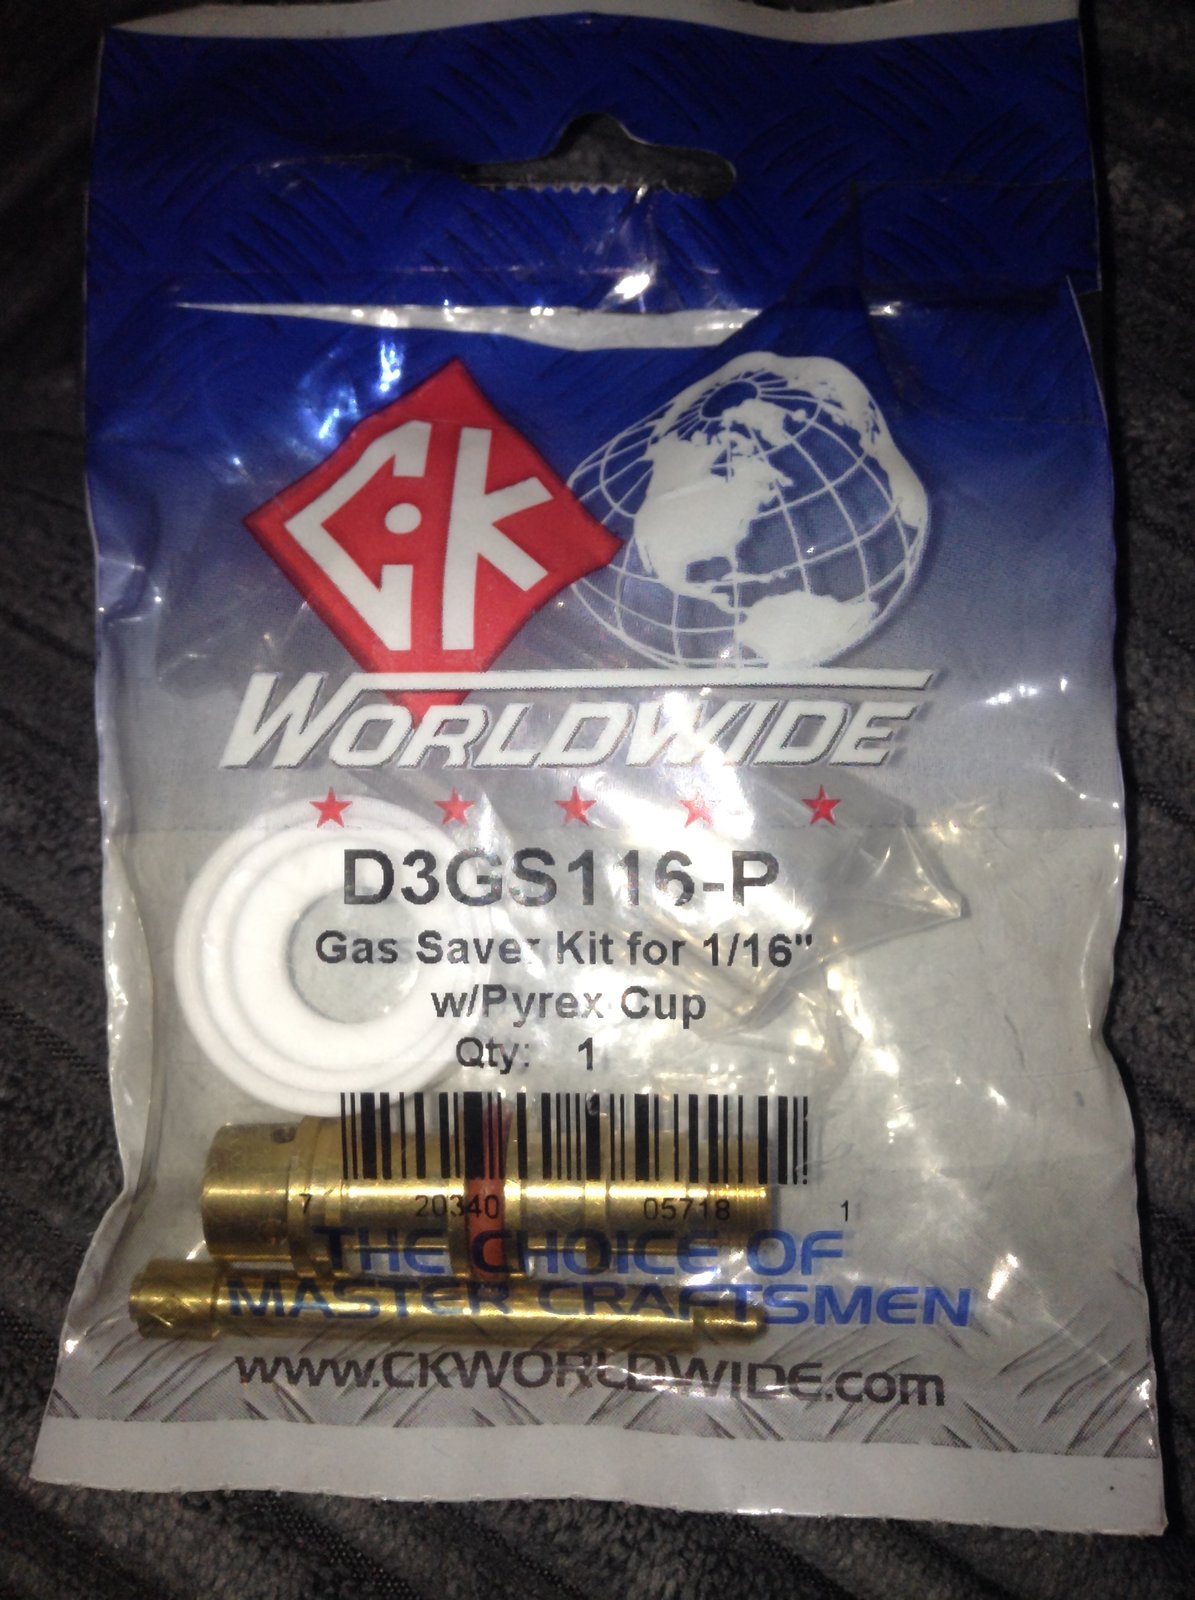 CK
WORLDWIDE
D3GS116-P
Gas Saver Kit for 1/16"
w/Pyrex Cup
Qty: 1
7 20340 05718 1
THE CHOICE OF
MASTER CRAFTSMEN
www.CKWORLDWIDE.com